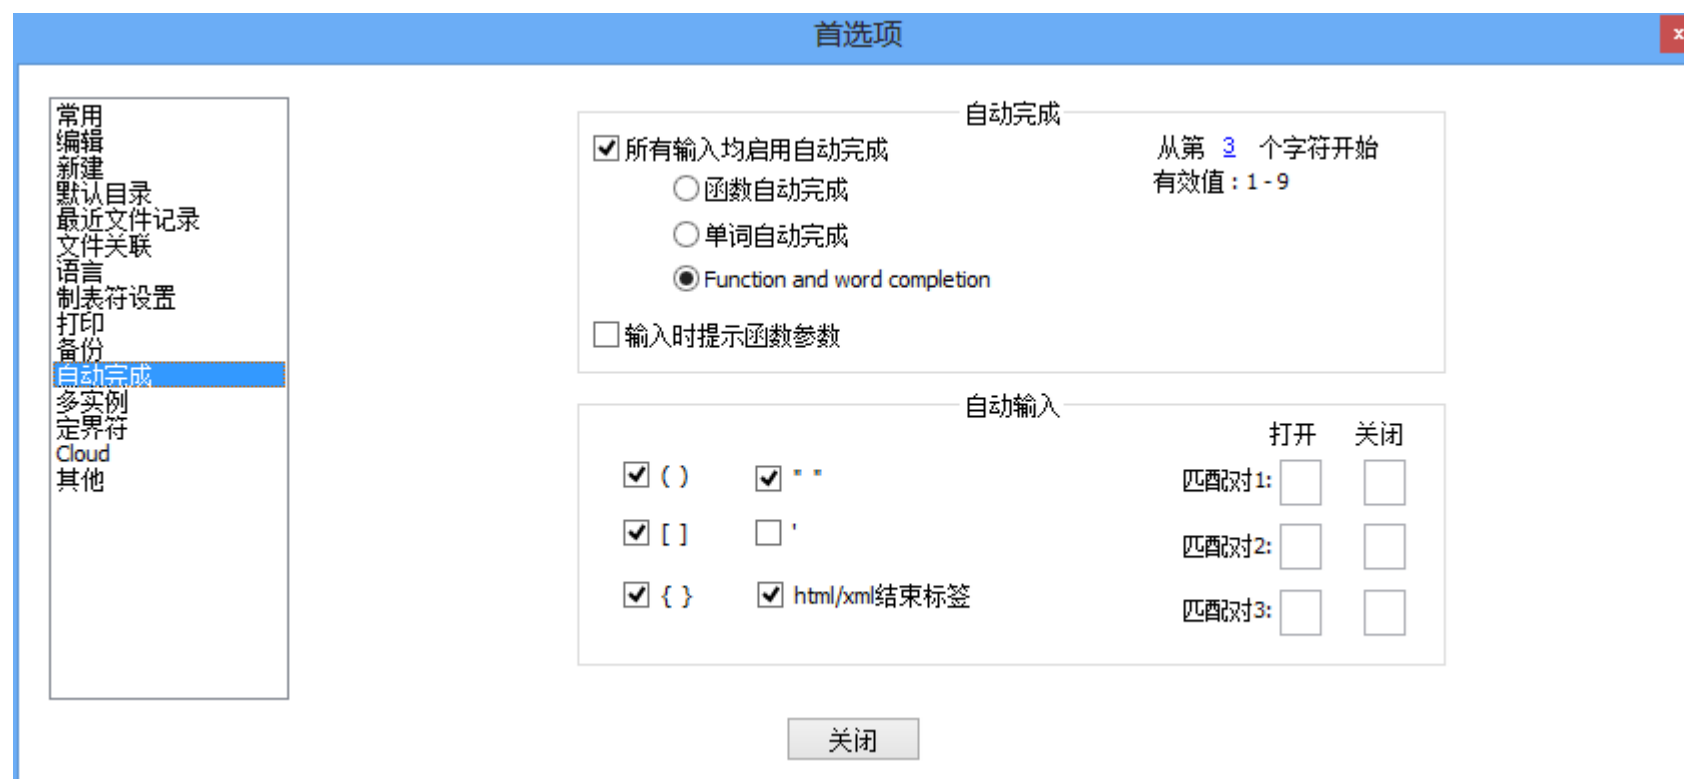 首选项
x
常用
编辑
新建
默认目录
最近文件记录
文件关联
语言
制表符设置
打印
备份
自动完成
多实例
定界符
Cloud
其他
自动完成
所有输入均启用自动完成
从第 3 个字符开始
函数自动完成
有效值 : 1 - 9
单词自动完成
Function and word completion
输入时提示函数参数
自动输入
打开 关闭
( ) " " 匹配对1:
[ ] ' 匹配对2:
{ } html/xml结束标签 匹配对3:
关闭